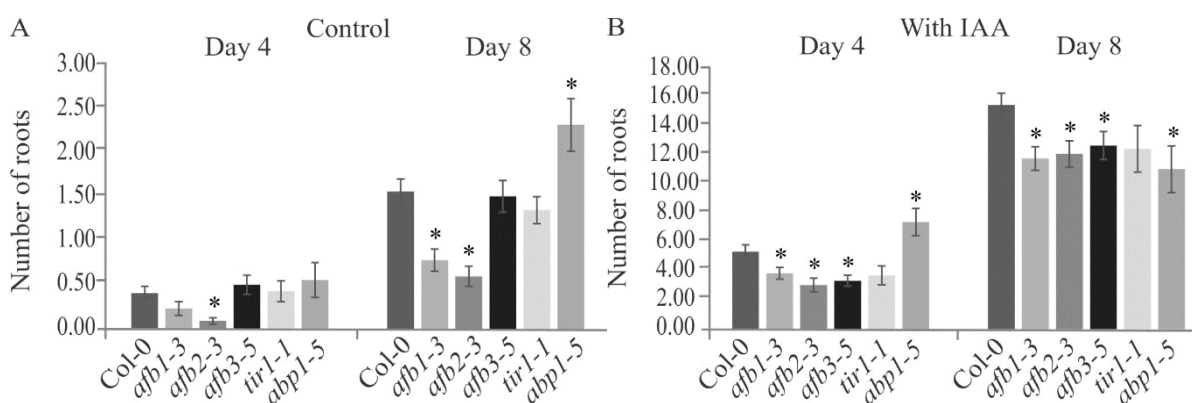 A
Control
Day 4
Day 8
Number of roots
3.00
2.50
2.00
1.50
1.00
0.50
0.00
*
*
*
*
Col-0
afb1-3
afb2-3
afb3-5
tir1-1
abp1-5
Col-0
afb1-3
afb2-3
afb3-5
tir1-1
abp1-5
B
With IAA
Day 4
Day 8
Number of roots
18.00
16.00
14.00
12.00
10.00
8.00
6.00
4.00
2.00
0.00
*
*
*
*
*
*
*
*
Col-0
afb1-3
afb2-3
afb3-5
tir1-1
abp1-5
Col-0
afb1-3
afb2-3
afb3-5
tir1-1
abp1-5